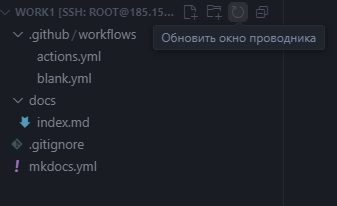 WORK1 [SSH: ROOT@185.15...
Обновить окно проводника
.github / workflows
actions.yml
blank.yml
docs
index.md
.gitignore
! mkdocs.yml